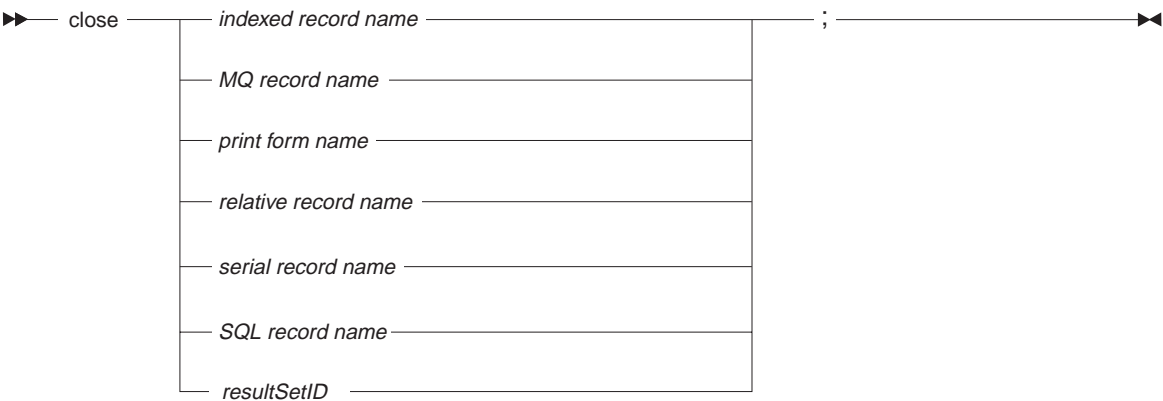 close indexed record name ;
MQ record name
print form name
relative record name
serial record name
SQL record name
resultSetID